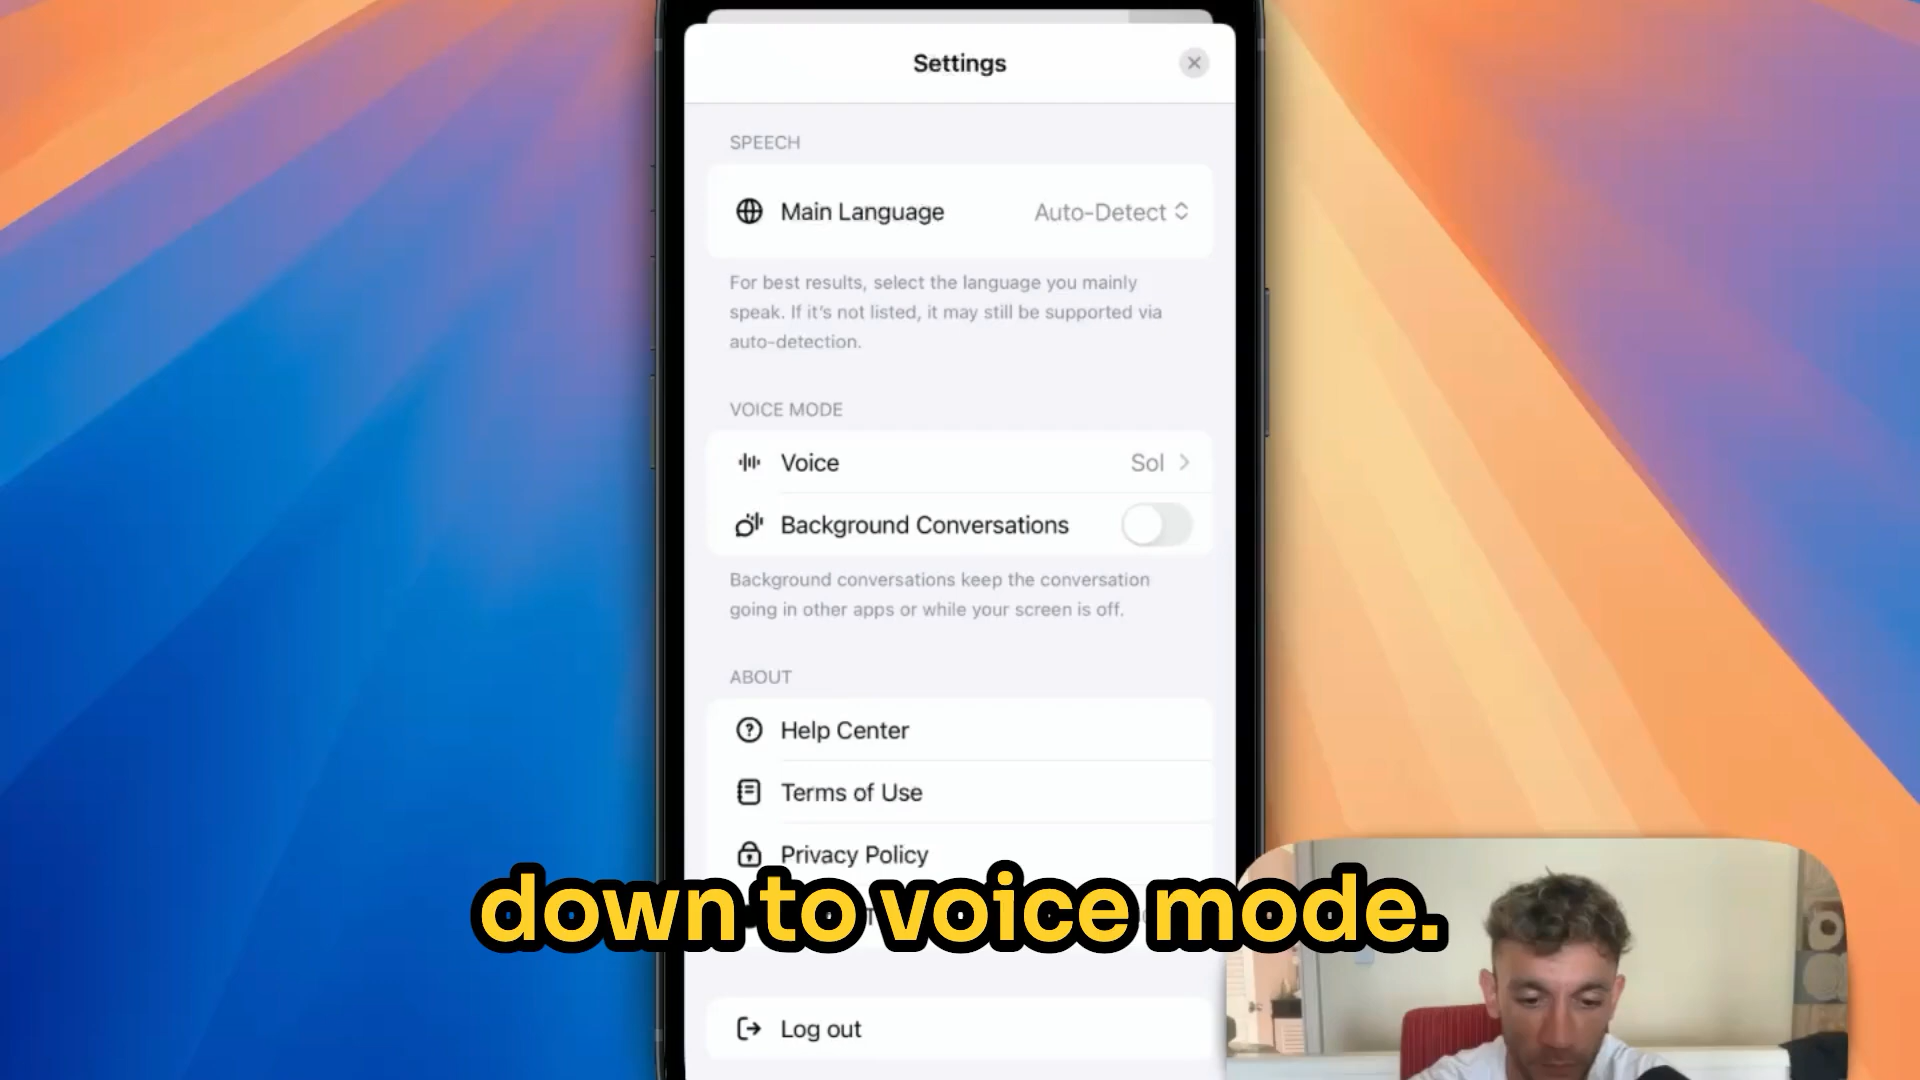 Settings
SPEECH
Main Language Auto-Detect
For best results, select the language you mainly
speak. If it's not listed, it may still be supported via
auto-detection.
VOICE MODE
Voice Sol
Background Conversations
Background conversations keep the conversation
going in other apps or while your screen is off.
ABOUT
Help Center
Terms of Use
Privacy Policy
down to voice mode.
Log out